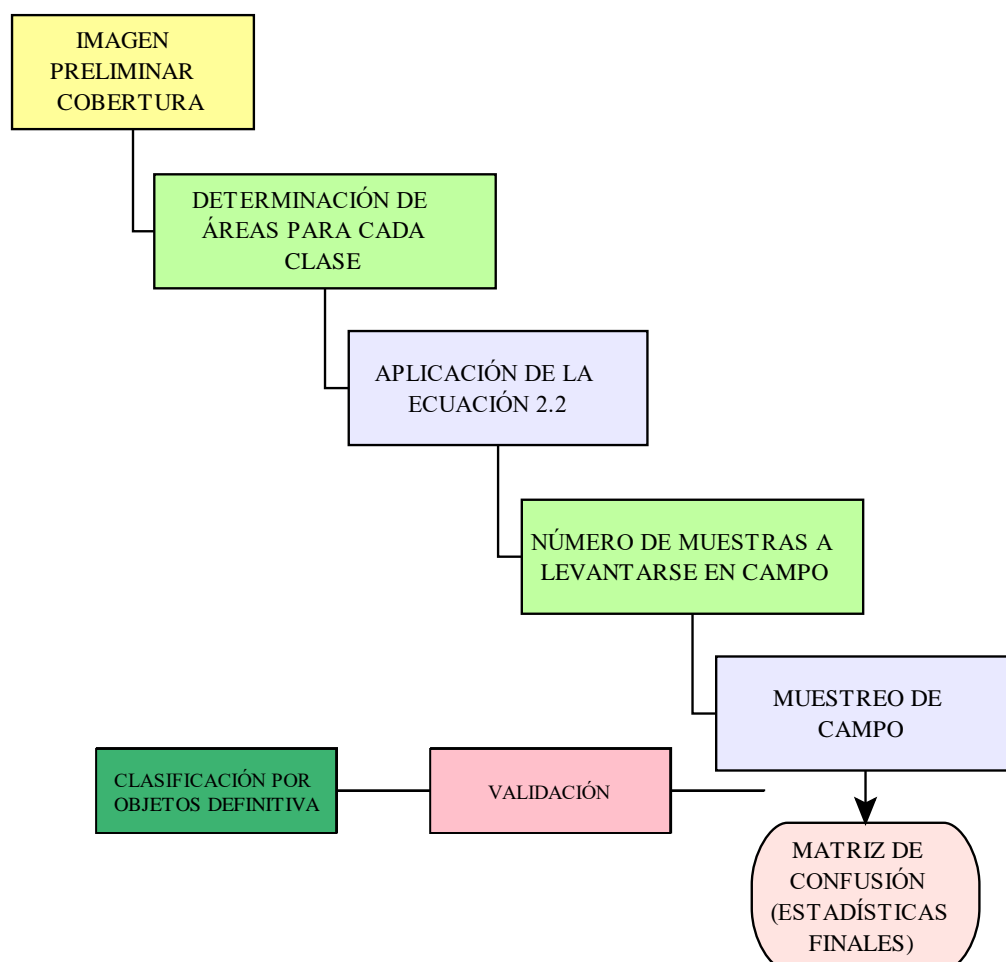 IMAGEN
PRELIMINAR
COBERTURA
DETERMINACIÓN DE
ÁREAS PARA CADA
CLASE
APLICACIÓN DE LA
ECUACIÓN 2.2
NÚMERO DE MUESTRAS A
LEVANTARSE EN CAMPO
MUESTREO DE
CAMPO
CLASIFICACIÓN POR
OBJETOS DEFINITIVA
VALIDACIÓN
MATRIZ DE
CONFUSIÓN
(ESTADÍSTICAS
FINALES)